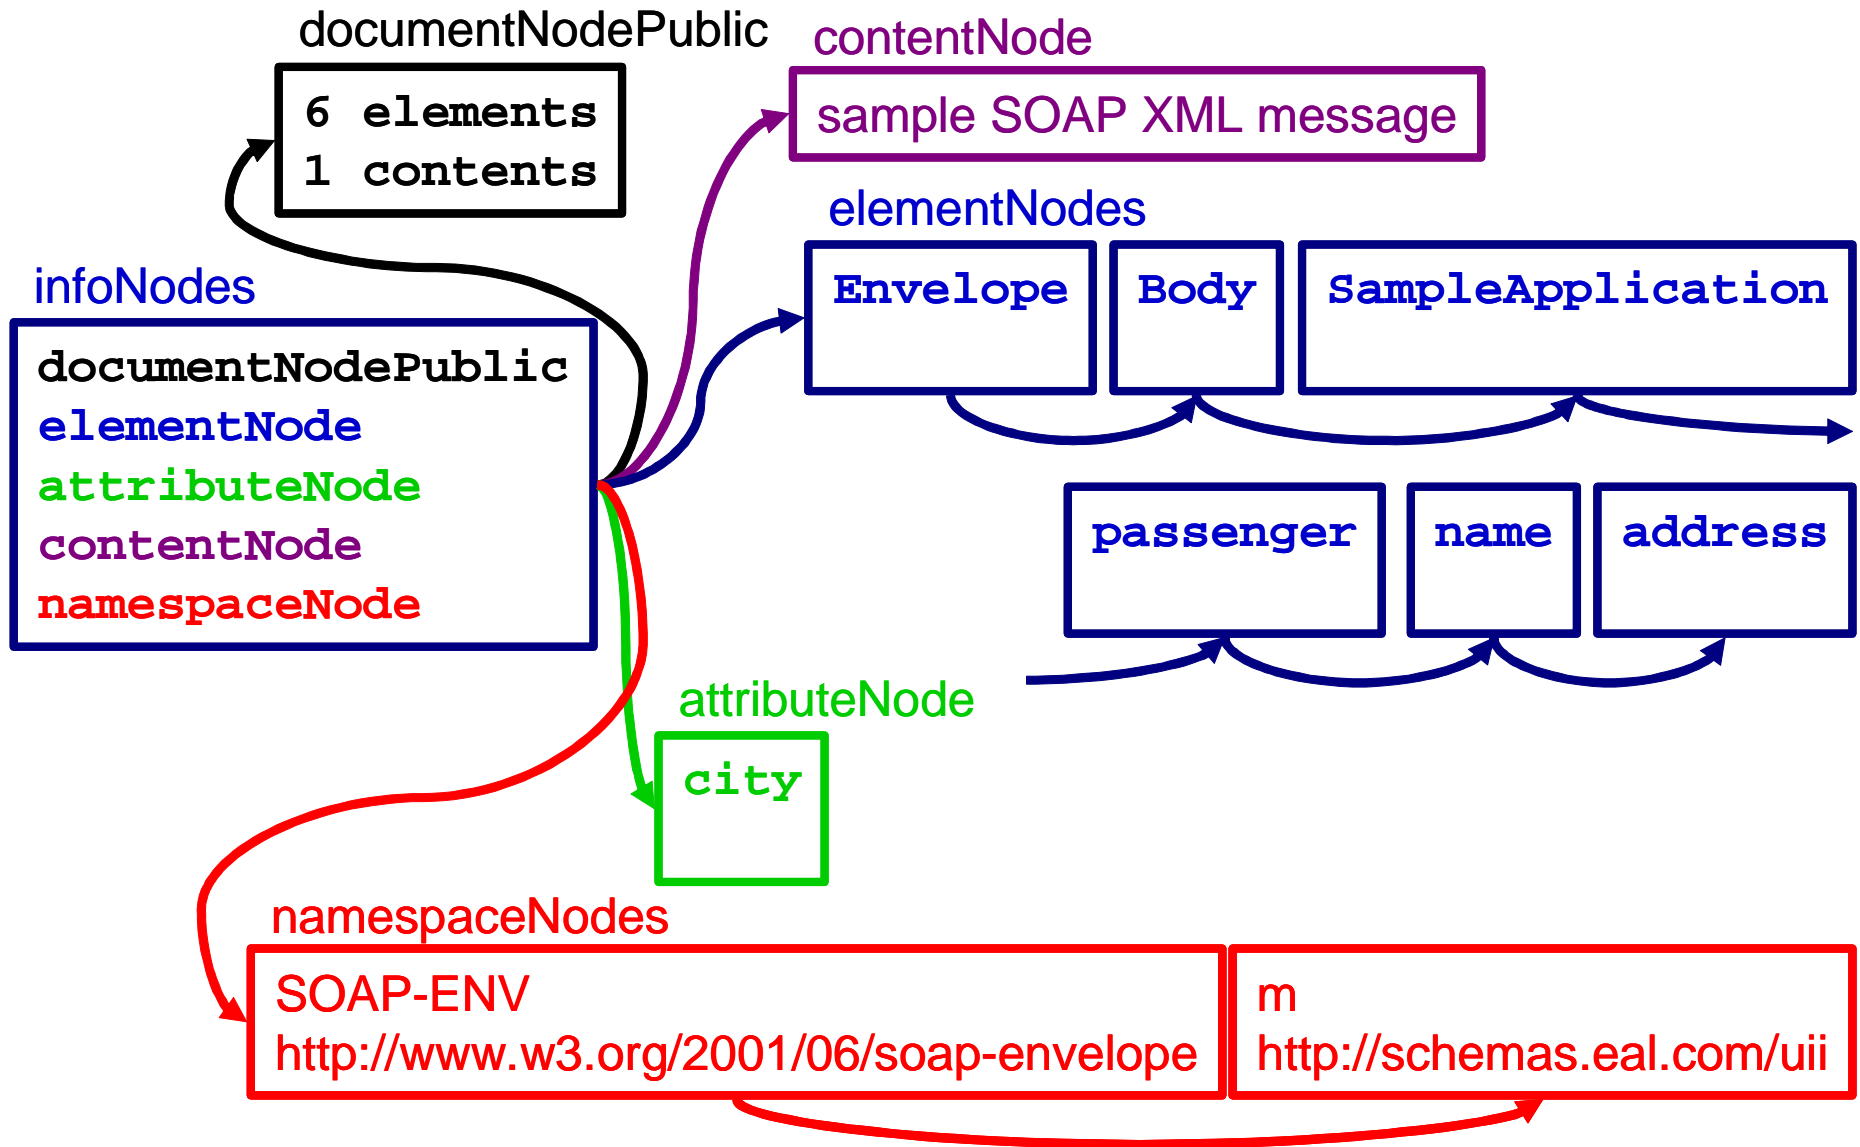 documentNodePublic
6 elements
1 contents
contentNode
sample SOAP XML message
elementNodes
Envelope
Body
SampleApplication
infoNodes
documentNodePublic
elementNode
attributeNode
contentNode
namespaceNode
passenger
name
address
attributeNode
city
namespaceNodes
SOAP-ENV
http://www.w3.org/2001/06/soap-envelope
m
http://schemas.eal.com/uii